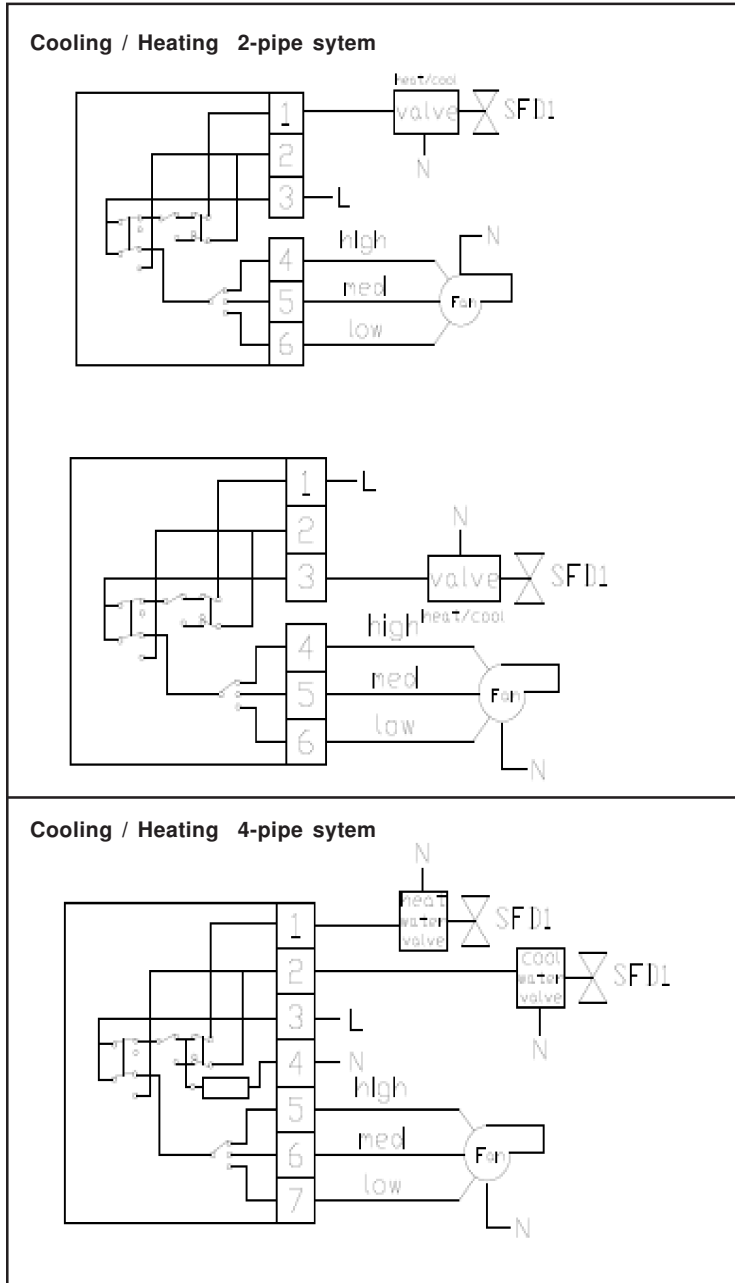 Cooling / Heating 2-pipe sytem
heat/cool
1 valve SFD1
N
2
3 L
high N
4
med
5 Fan
low
6
1 L
N
2
3 valve SFD1
heat/cool
high
4
med
5 Fan
low
6
N
Cooling / Heating 4-pipe sytem
N
heat
water
valve
1 SFD1
cool
water
valve
2 SFD1
N
3 L
4 N
high
5
med
6 Fan
low
7
N